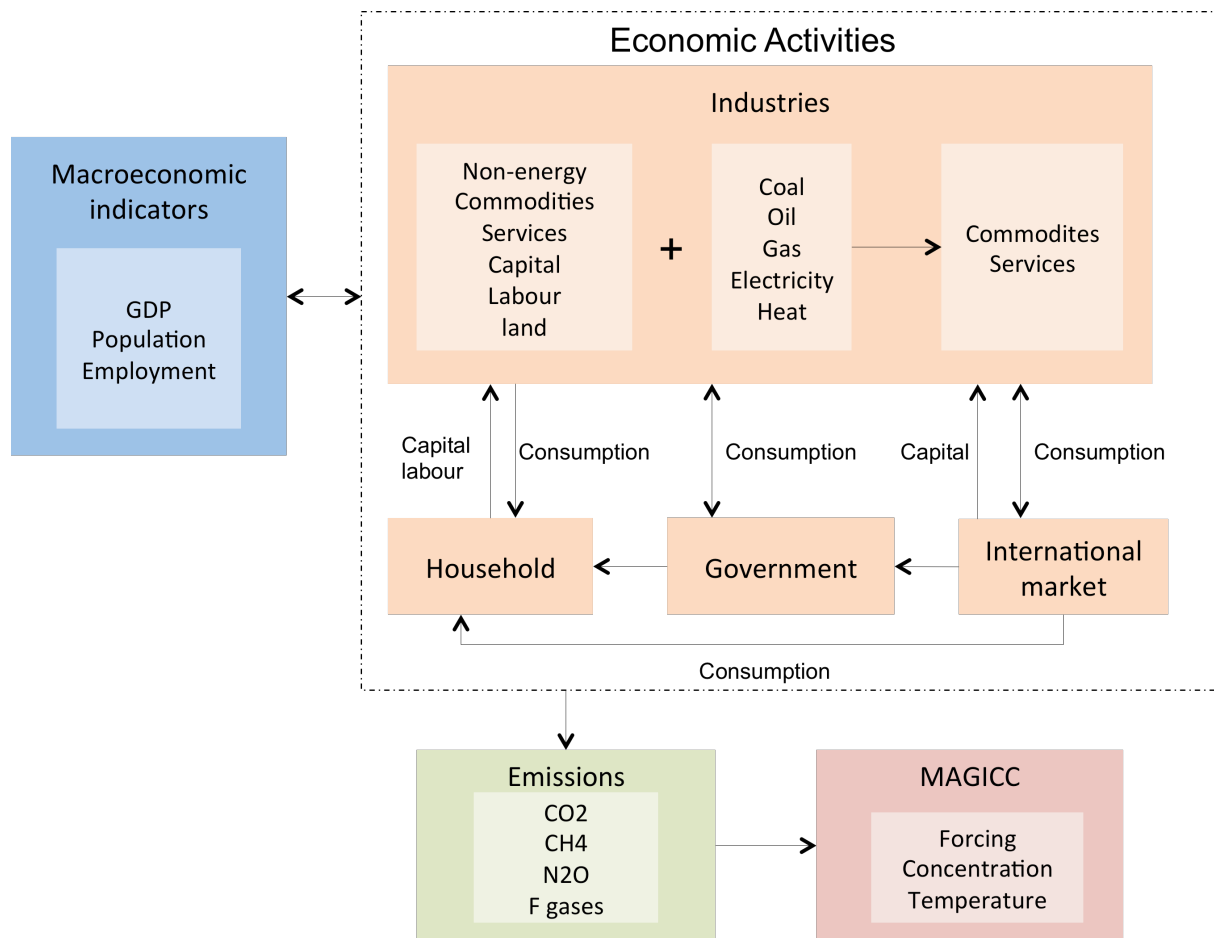 Economic Activities
Industries
Macroeconomic
indicators
GDP
Population
Employment
Non-energy
Commodities
Services
Capital
Labour
land
+
Coal
Oil
Gas
Electricity
Heat
Commodites
Services
Capital
labour
Consumption
Consumption
Capital
Consumption
Household
Government
International
market
Consumption
Emissions
CO2
CH4
N2O
F gases
MAGICC
Forcing
Concentration
Temperature